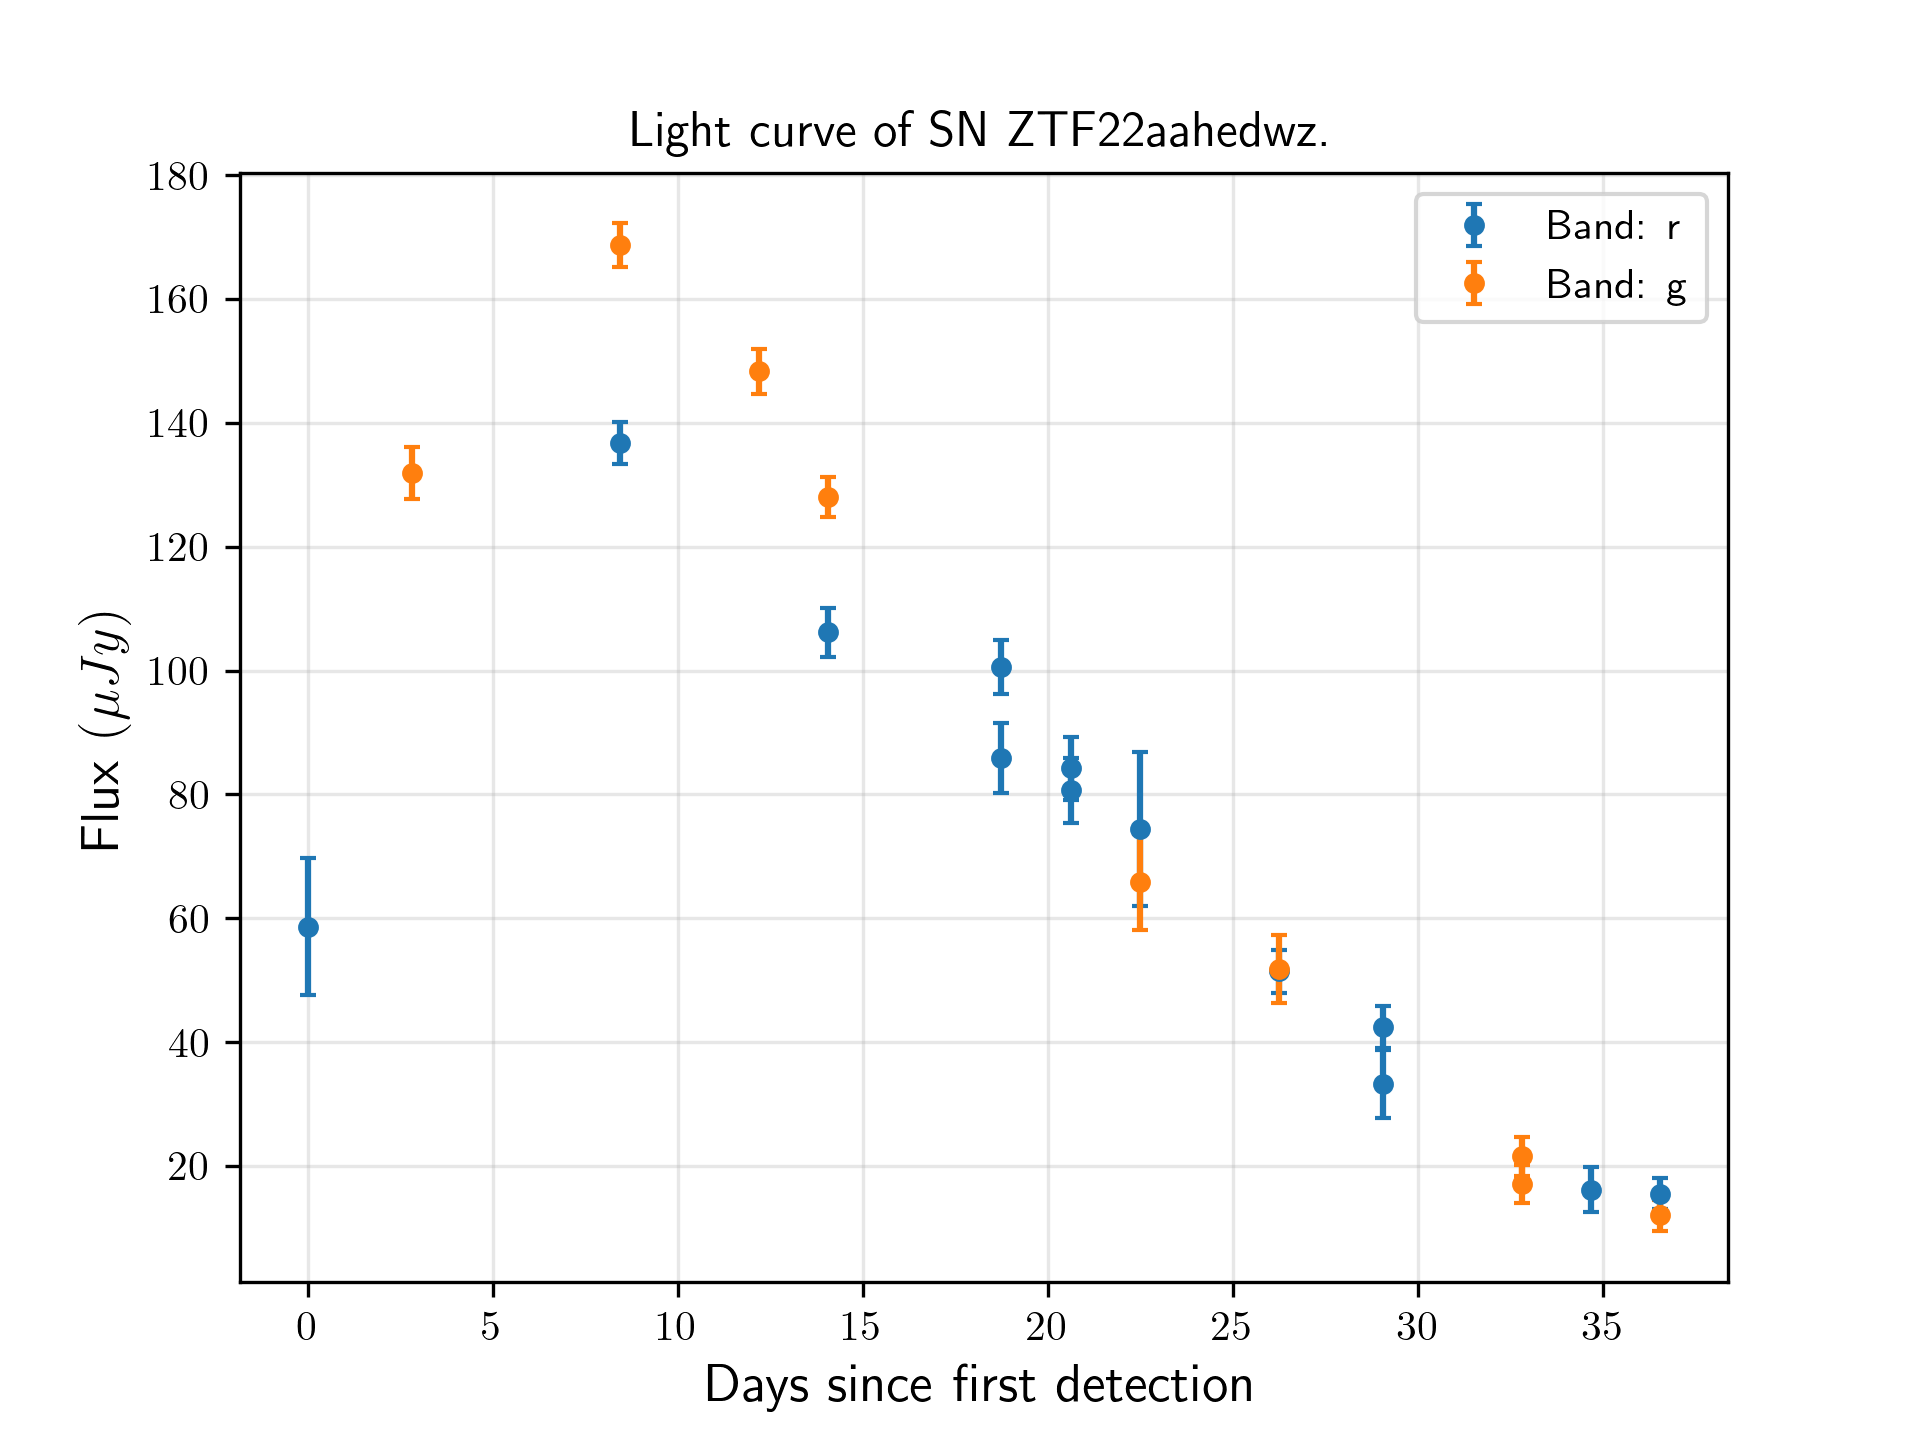 Light curve of SN ZTF22aahedwz.
180
160
140
120
100
80
60
40
20
Flux (μJy)
Band: r
Band: g
0 5 10 15 20 25 30 35
Days since first detection